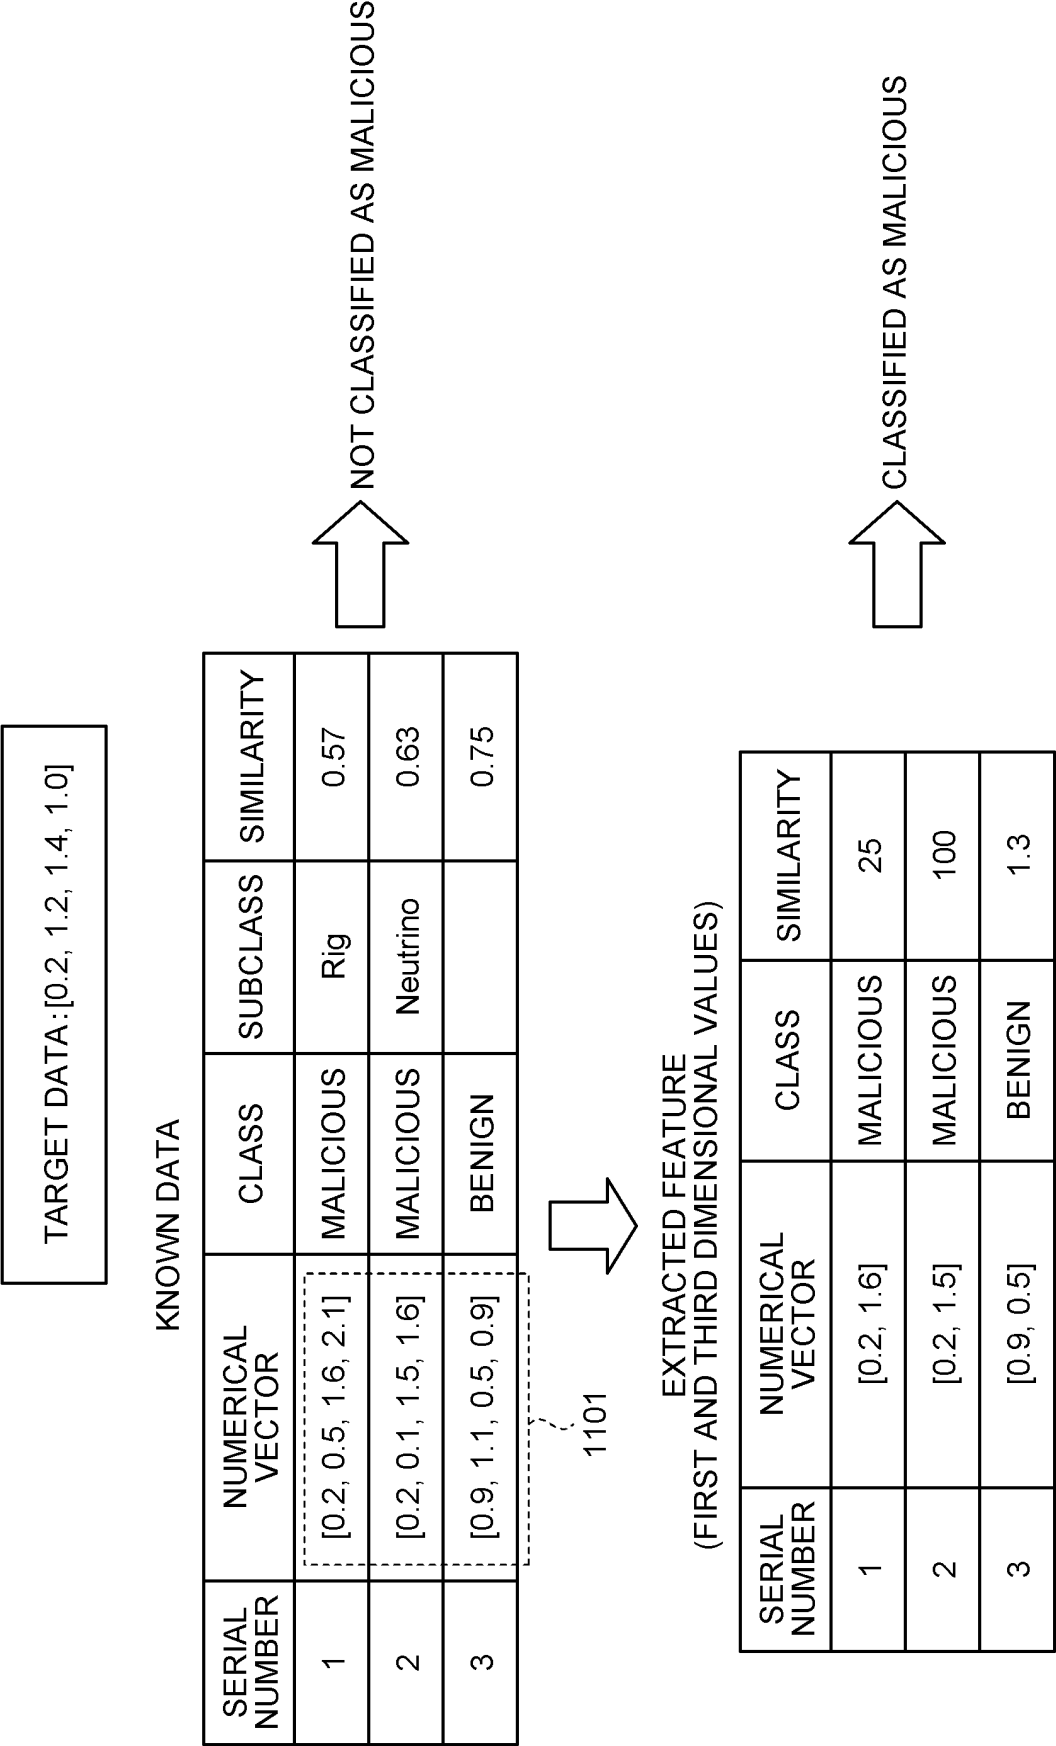 TARGET DATA:[0.2, 1.2, 1.4, 1.0]
KNOWN DATA
SERIAL NUMBER
NUMERICAL VECTOR
CLASS
SUBCLASS
SIMILARITY
1
[0.2, 0.5, 1.6, 2.1]
MALICIOUS
Rig
0.57
2
[0.2, 0.1, 1.5, 1.6]
MALICIOUS
Neutrino
0.63
3
[0.9, 1.1, 0.5, 0.9]
BENIGN
0.75
NOT CLASSIFIED AS MALICIOUS
1101
EXTRACTED FEATURE
(FIRST AND THIRD DIMENSIONAL VALUES)
SERIAL NUMBER
NUMERICAL VECTOR
CLASS
SIMILARITY
1
[0.2, 1.6]
MALICIOUS
25
2
[0.2, 1.5]
MALICIOUS
100
3
[0.9, 0.5]
BENIGN
1.3
CLASSIFIED AS MALICIOUS